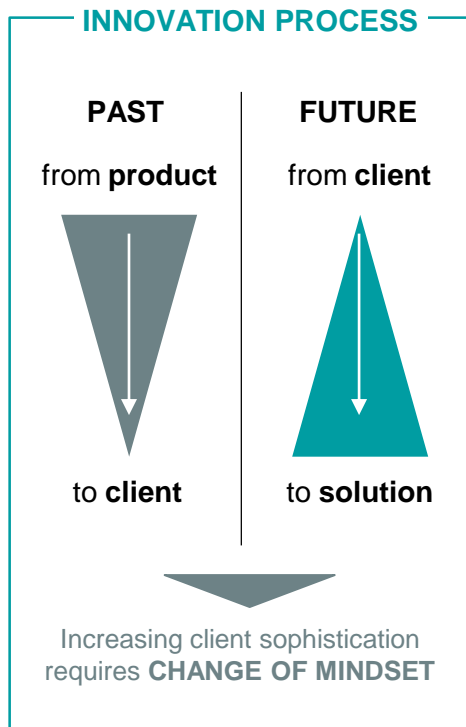 INNOVATION PROCESS
PAST
from product
to client
FUTURE
from client
to solution
Increasing client sophistication
requires CHANGE OF MINDSET